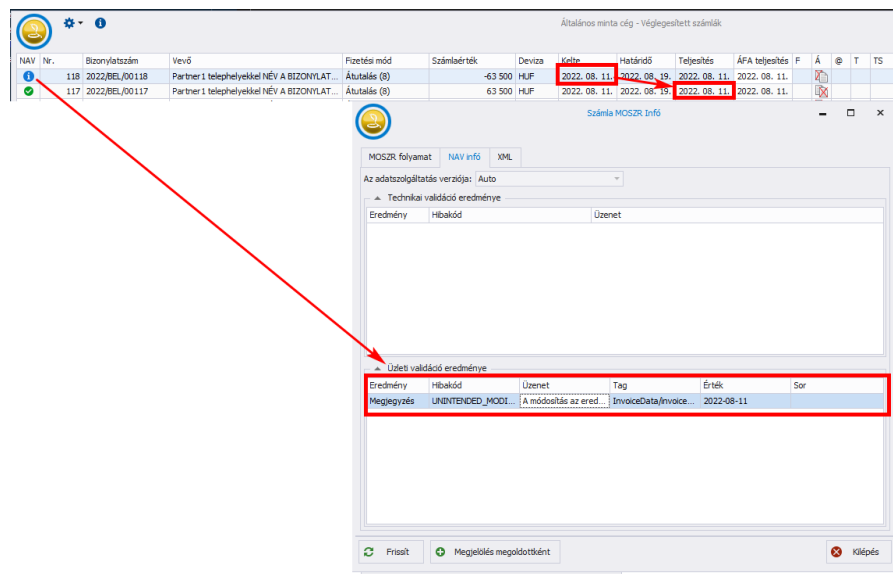 Általános minta cég - Véglegesített számlák
NAV Nr. Bizonylatszám Vevő Fizetési mód Számlaérték Deviza Kelte Határidő Teljesítés ÁFA teljesítés F Á @ T TS
118 2022/BEL/00118 Partner1 telephelyekkel NÉV A BIZONYLAT... Átutalás (8) -63 500 HUF 2022. 08. 11. 2022. 08. 19. 2022. 08. 11. 2022. 08. 11.
117 2022/BEL/00117 Partner1 telephelyekkel NÉV A BIZONYLAT... Átutalás (8) 63 500 HUF 2022. 08. 11. 2022. 08. 19. 2022. 08. 11. 2022. 08. 11.
Számla MOSZR Infó
MOSZR folyamat NAV infó XML
Az adatszolgáltatás verziója: Auto
Technikai validáció eredménye
Eredmény Hibakód Üzenet
Üzleti validáció eredménye
Eredmény Hibakód Üzenet Tag Érték Sor
Megjegyzés UNINTENDED_MODI... A módosítás az ered... InvoiceData/invoice... 2022-08-11
Frissít Megjelölés megoldottként Kilépés